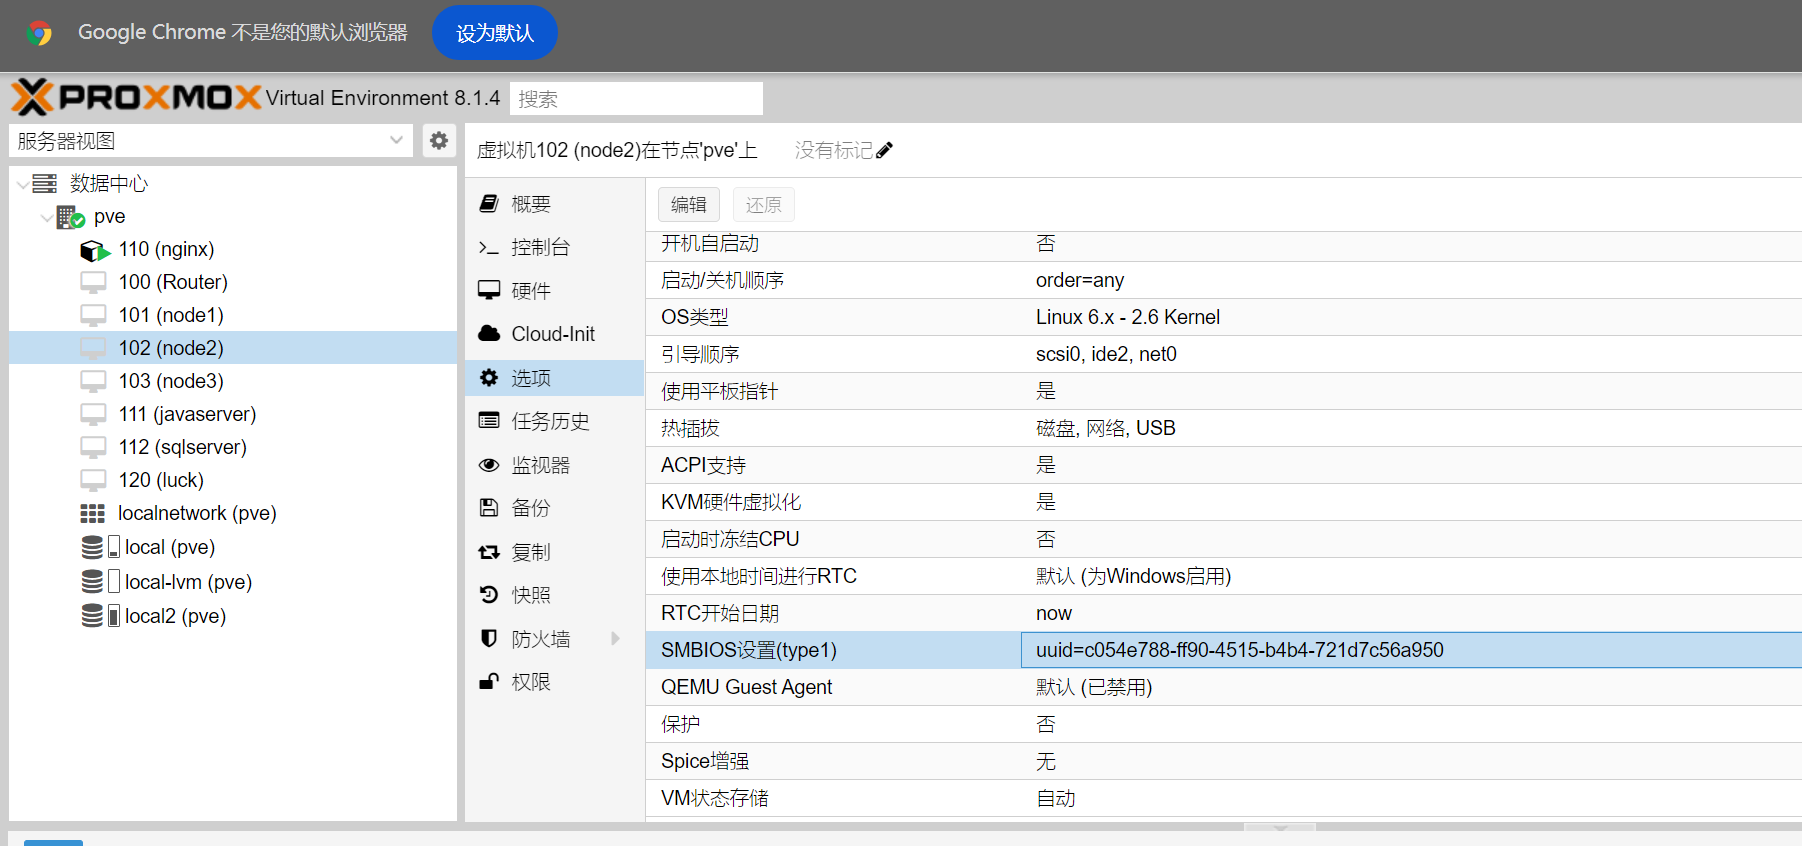 Google Chrome 不是您的默认浏览器
设为默认
PROXMOX Virtual Environment 8.1.4
搜索
服务器视图
数据中心
pve
110 (nginx)
100 (Router)
101 (node1)
102 (node2)
103 (node3)
111 (javaserver)
112 (sqlserver)
120 (luck)
localnetwork (pve)
local (pve)
local-lvm (pve)
local2 (pve)
虚拟机102 (node2)在节点'pve'上
没有标记
概要
控制台
硬件
Cloud-Init
选项
任务历史
监视器
备份
复制
快照
防火墙
权限
编辑
还原
开机自启动 否
启动/关机顺序 order=any
OS类型 Linux 6.x - 2.6 Kernel
引导顺序 scsi0, ide2, net0
使用平板指针 是
热插拔 磁盘, 网络, USB
ACPI支持 是
KVM硬件虚拟化 是
启动时冻结CPU 否
使用本地时间进行RTC 默认 (为Windows启用)
RTC开始日期 now
SMBIOS设置(type1) uuid=c054e788-ff90-4515-b4b4-721d7c56a950
QEMU Guest Agent 默认 (已禁用)
保护 否
Spice增强 无
VM状态存储 自动